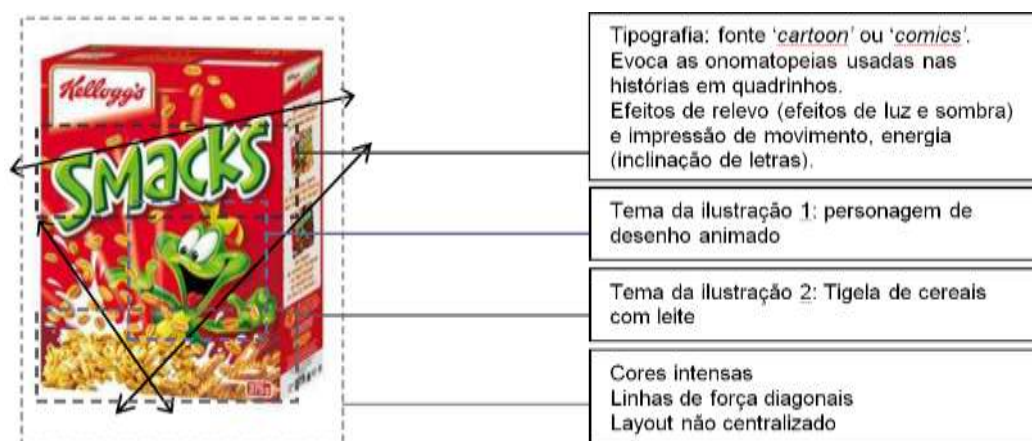 Kellogg's
SMACKS
375g
Tipografia: fonte 'cartoon' ou 'comics'.
Evoca as onomatopeias usadas nas
histórias em quadrinhos.
Efeitos de relevo (efeitos de luz e sombra)
e impressão de movimento, energia
(inclinação de letras).
Tema da ilustração 1: personagem de
desenho animado
Tema da ilustração 2: Tigela de cereais
com leite
Cores intensas
Linhas de força diagonais
Layout não centralizado